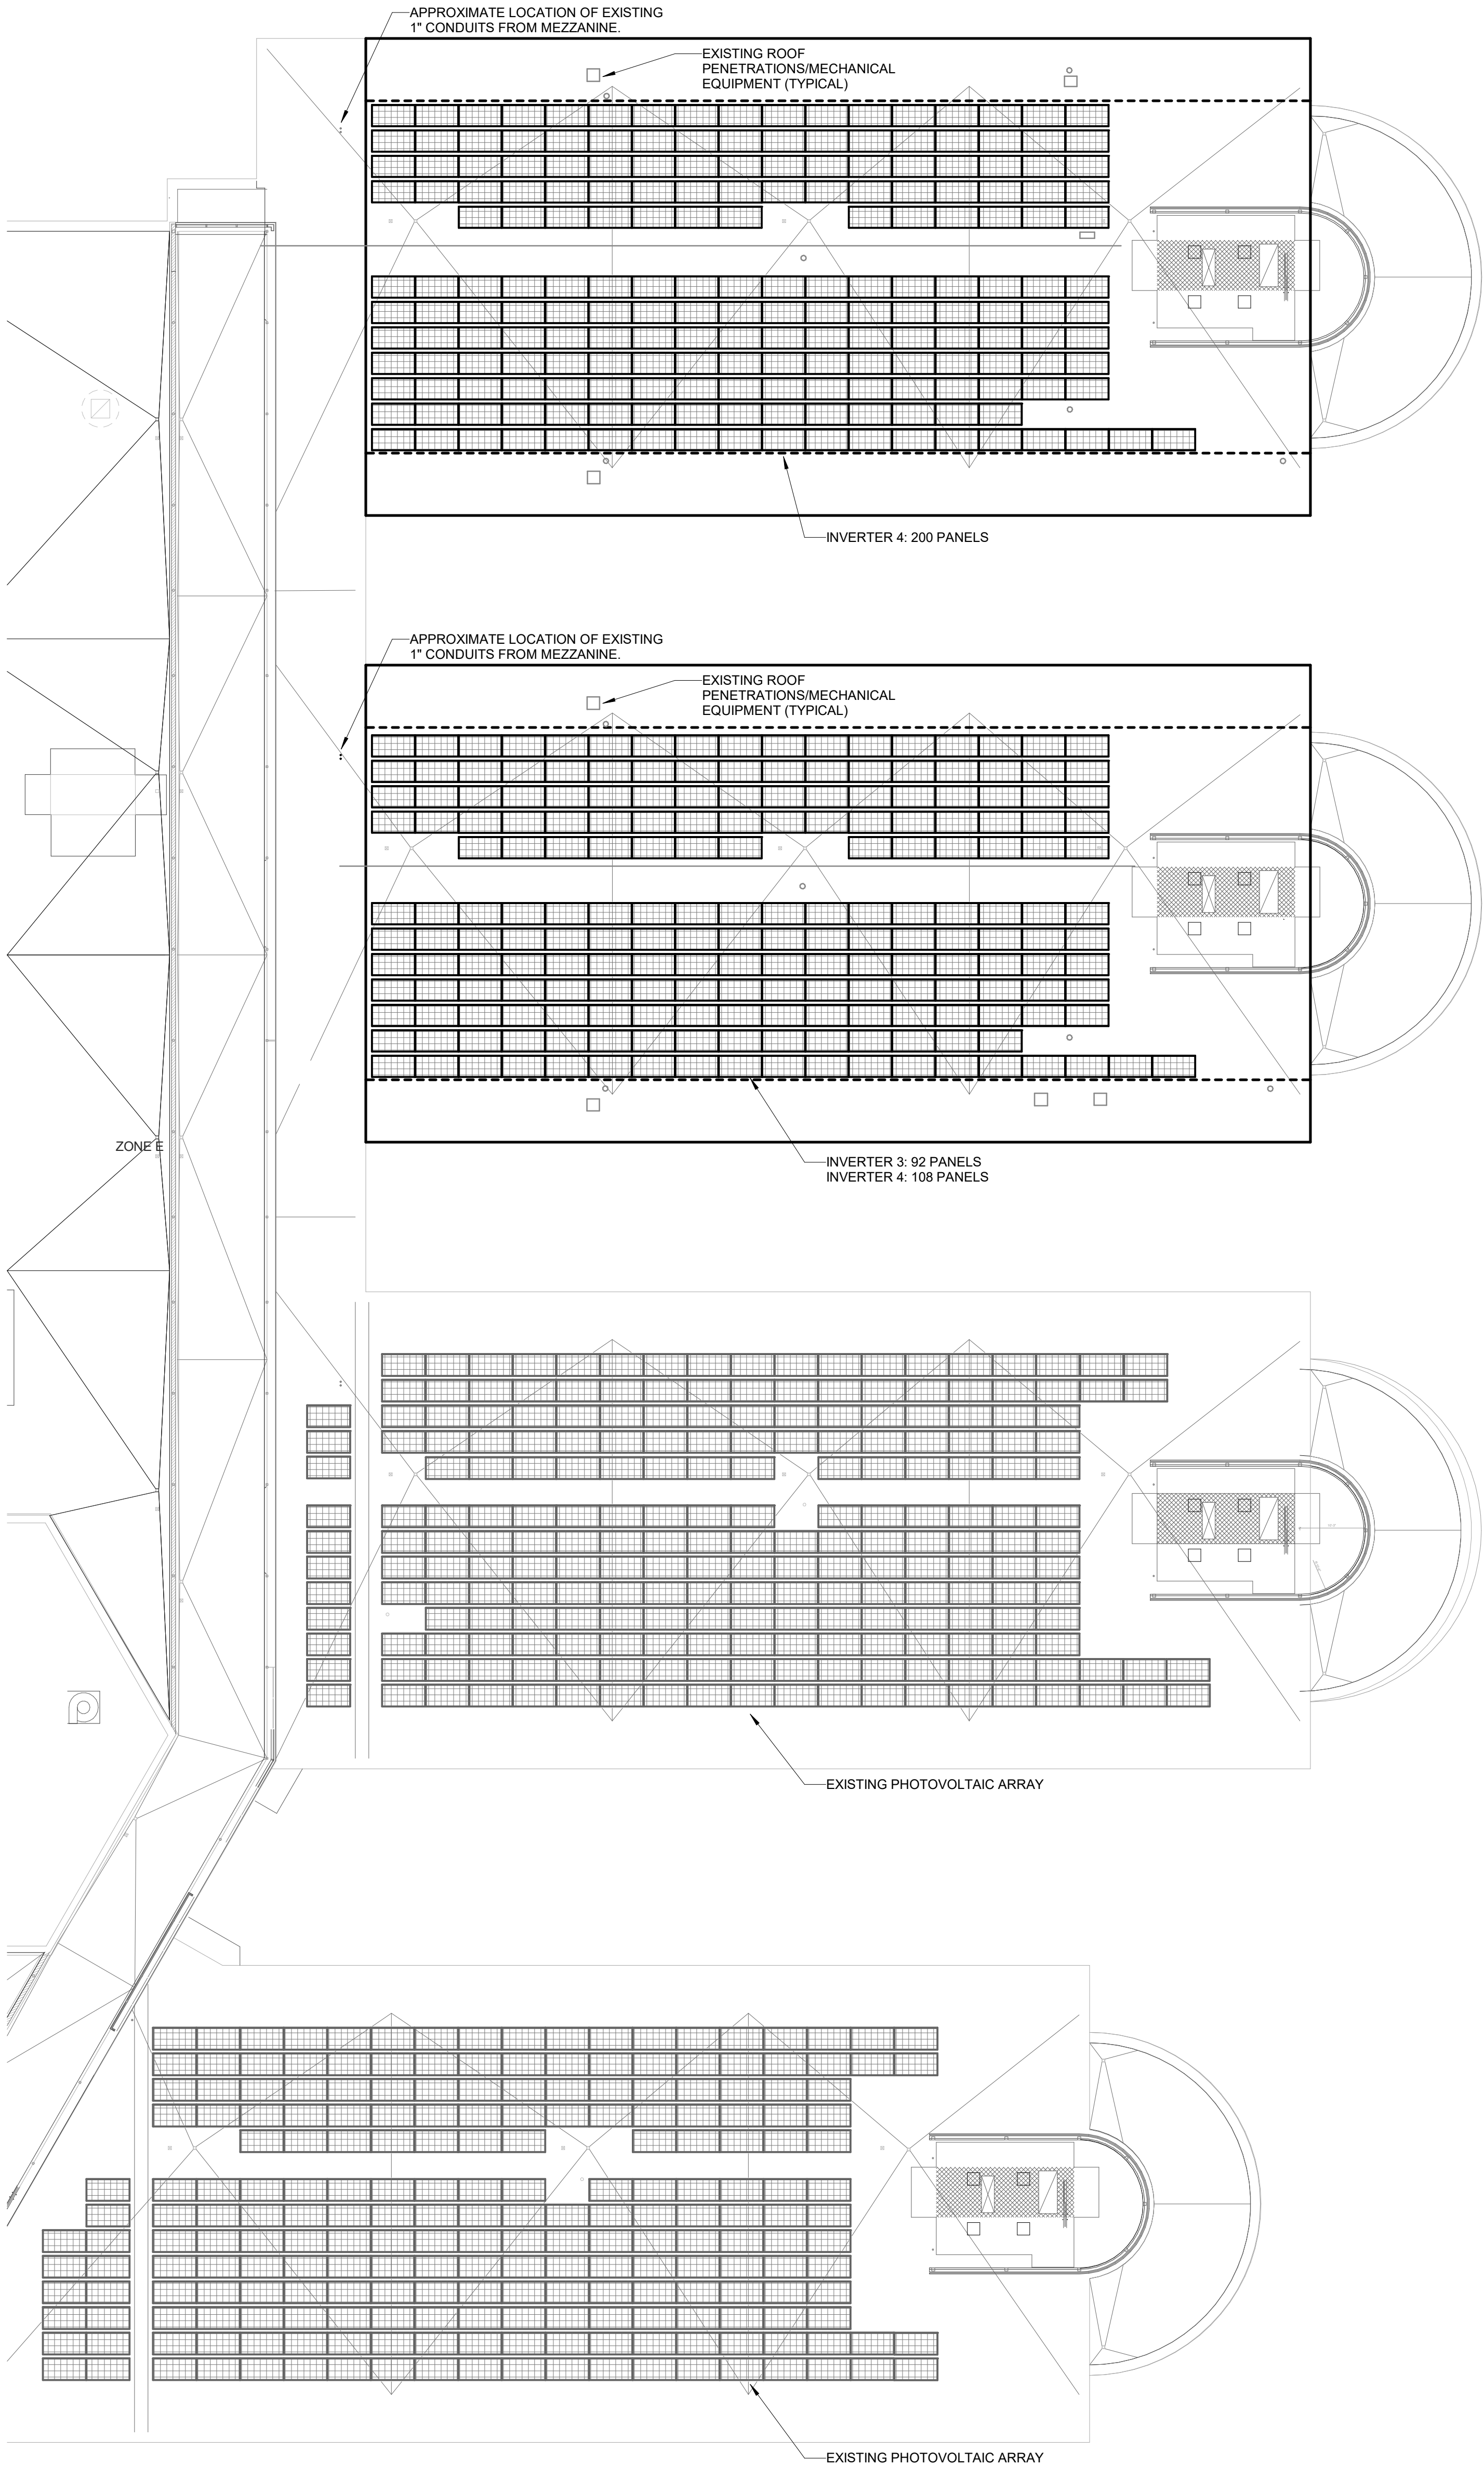 APPROXIMATE LOCATION OF EXISTING
1" CONDUITS FROM MEZZANINE.
EXISTING ROOF
PENETRATIONS/MECHANICAL
EQUIPMENT (TYPICAL)
INVERTER 4: 200 PANELS
APPROXIMATE LOCATION OF EXISTING
1" CONDUITS FROM MEZZANINE.
EXISTING ROOF
PENETRATIONS/MECHANICAL
EQUIPMENT (TYPICAL)
ZONE E
INVERTER 3: 92 PANELS
INVERTER 4: 108 PANELS
EXISTING PHOTOVOLTAIC ARRAY
EXISTING PHOTOVOLTAIC ARRAY